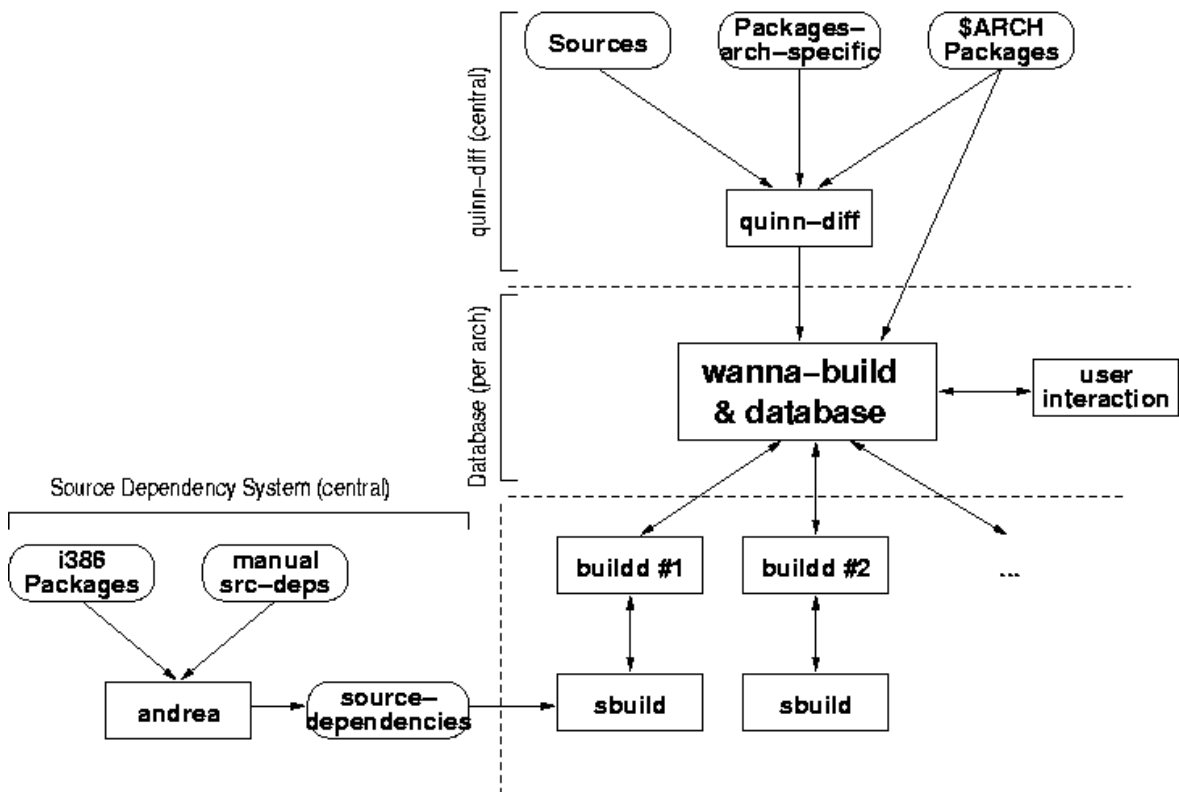 Sources
Packages–
arch–specific
$ARCH
Packages
quinn–diff (central)
quinn–diff
Database (per arch)
wanna–build
& database
user
interaction
Source Dependency System (central)
i386
Packages
manual
src–deps
buildd #1
buildd #2
...
andrea
source–
dependencies
sbuild
sbuild